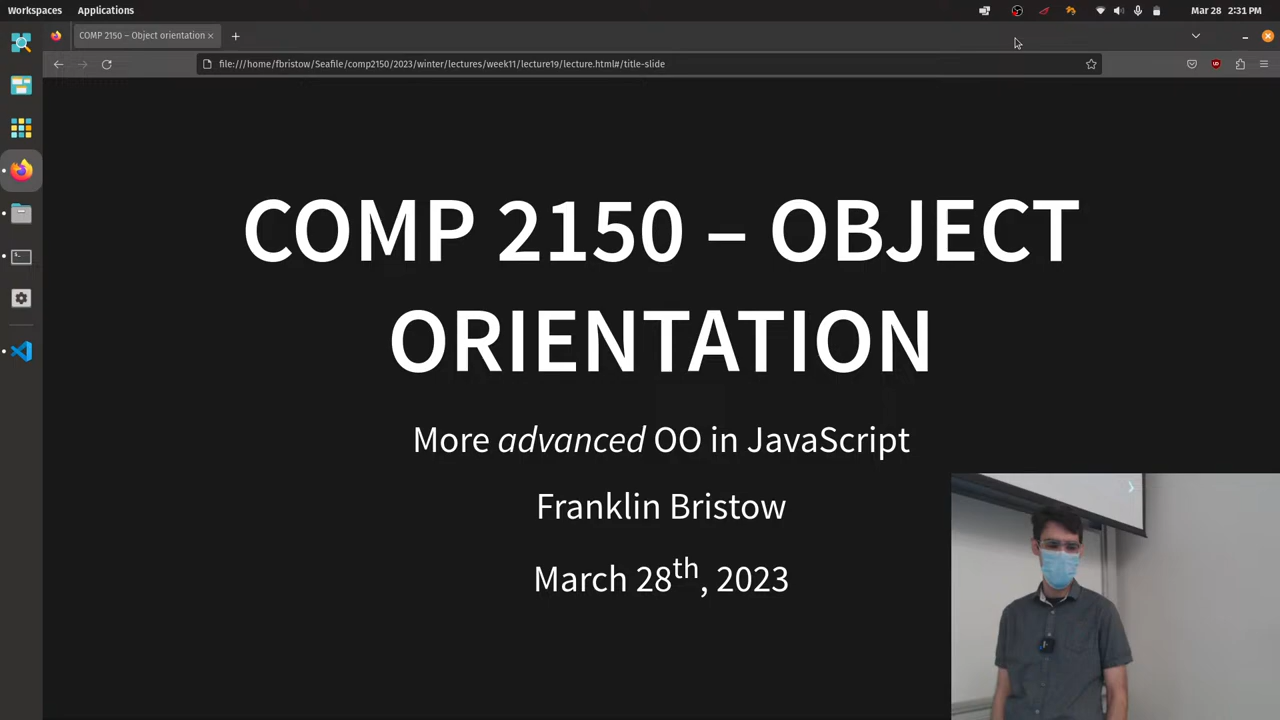 Workspaces Applications Mar 28 2:31 PM
COMP 2150 – Object orientation
file:///home/fbristow/Seafile/comp2150/2023/winter/lectures/week11/lecture19/lecture.html#/title-slide
COMP 2150 – OBJECT
ORIENTATION
More advanced OO in JavaScript
Franklin Bristow
March 28th, 2023